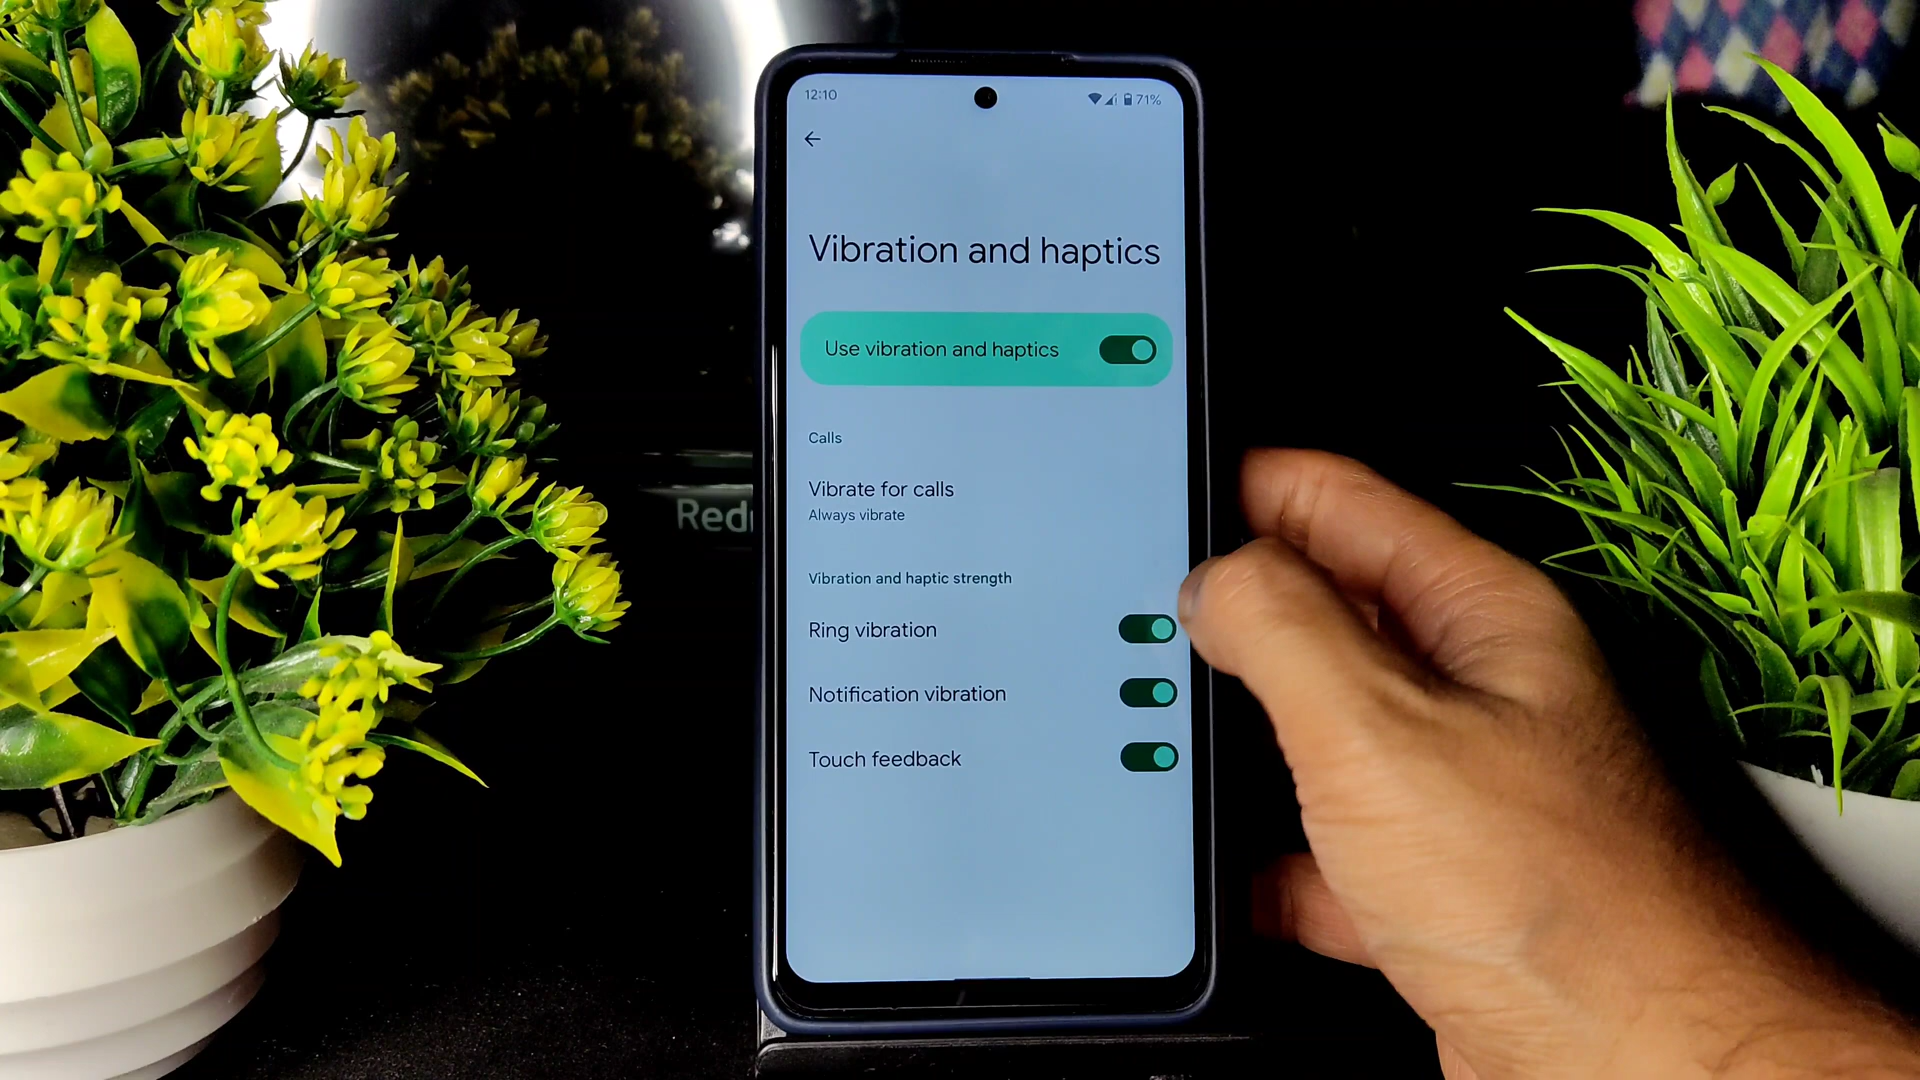 12:10
71%
Vibration and haptics
Use vibration and haptics
Calls
Vibrate for calls
Always vibrate
Redm
Vibration and haptic strength
Ring vibration
Notification vibration
Touch feedback